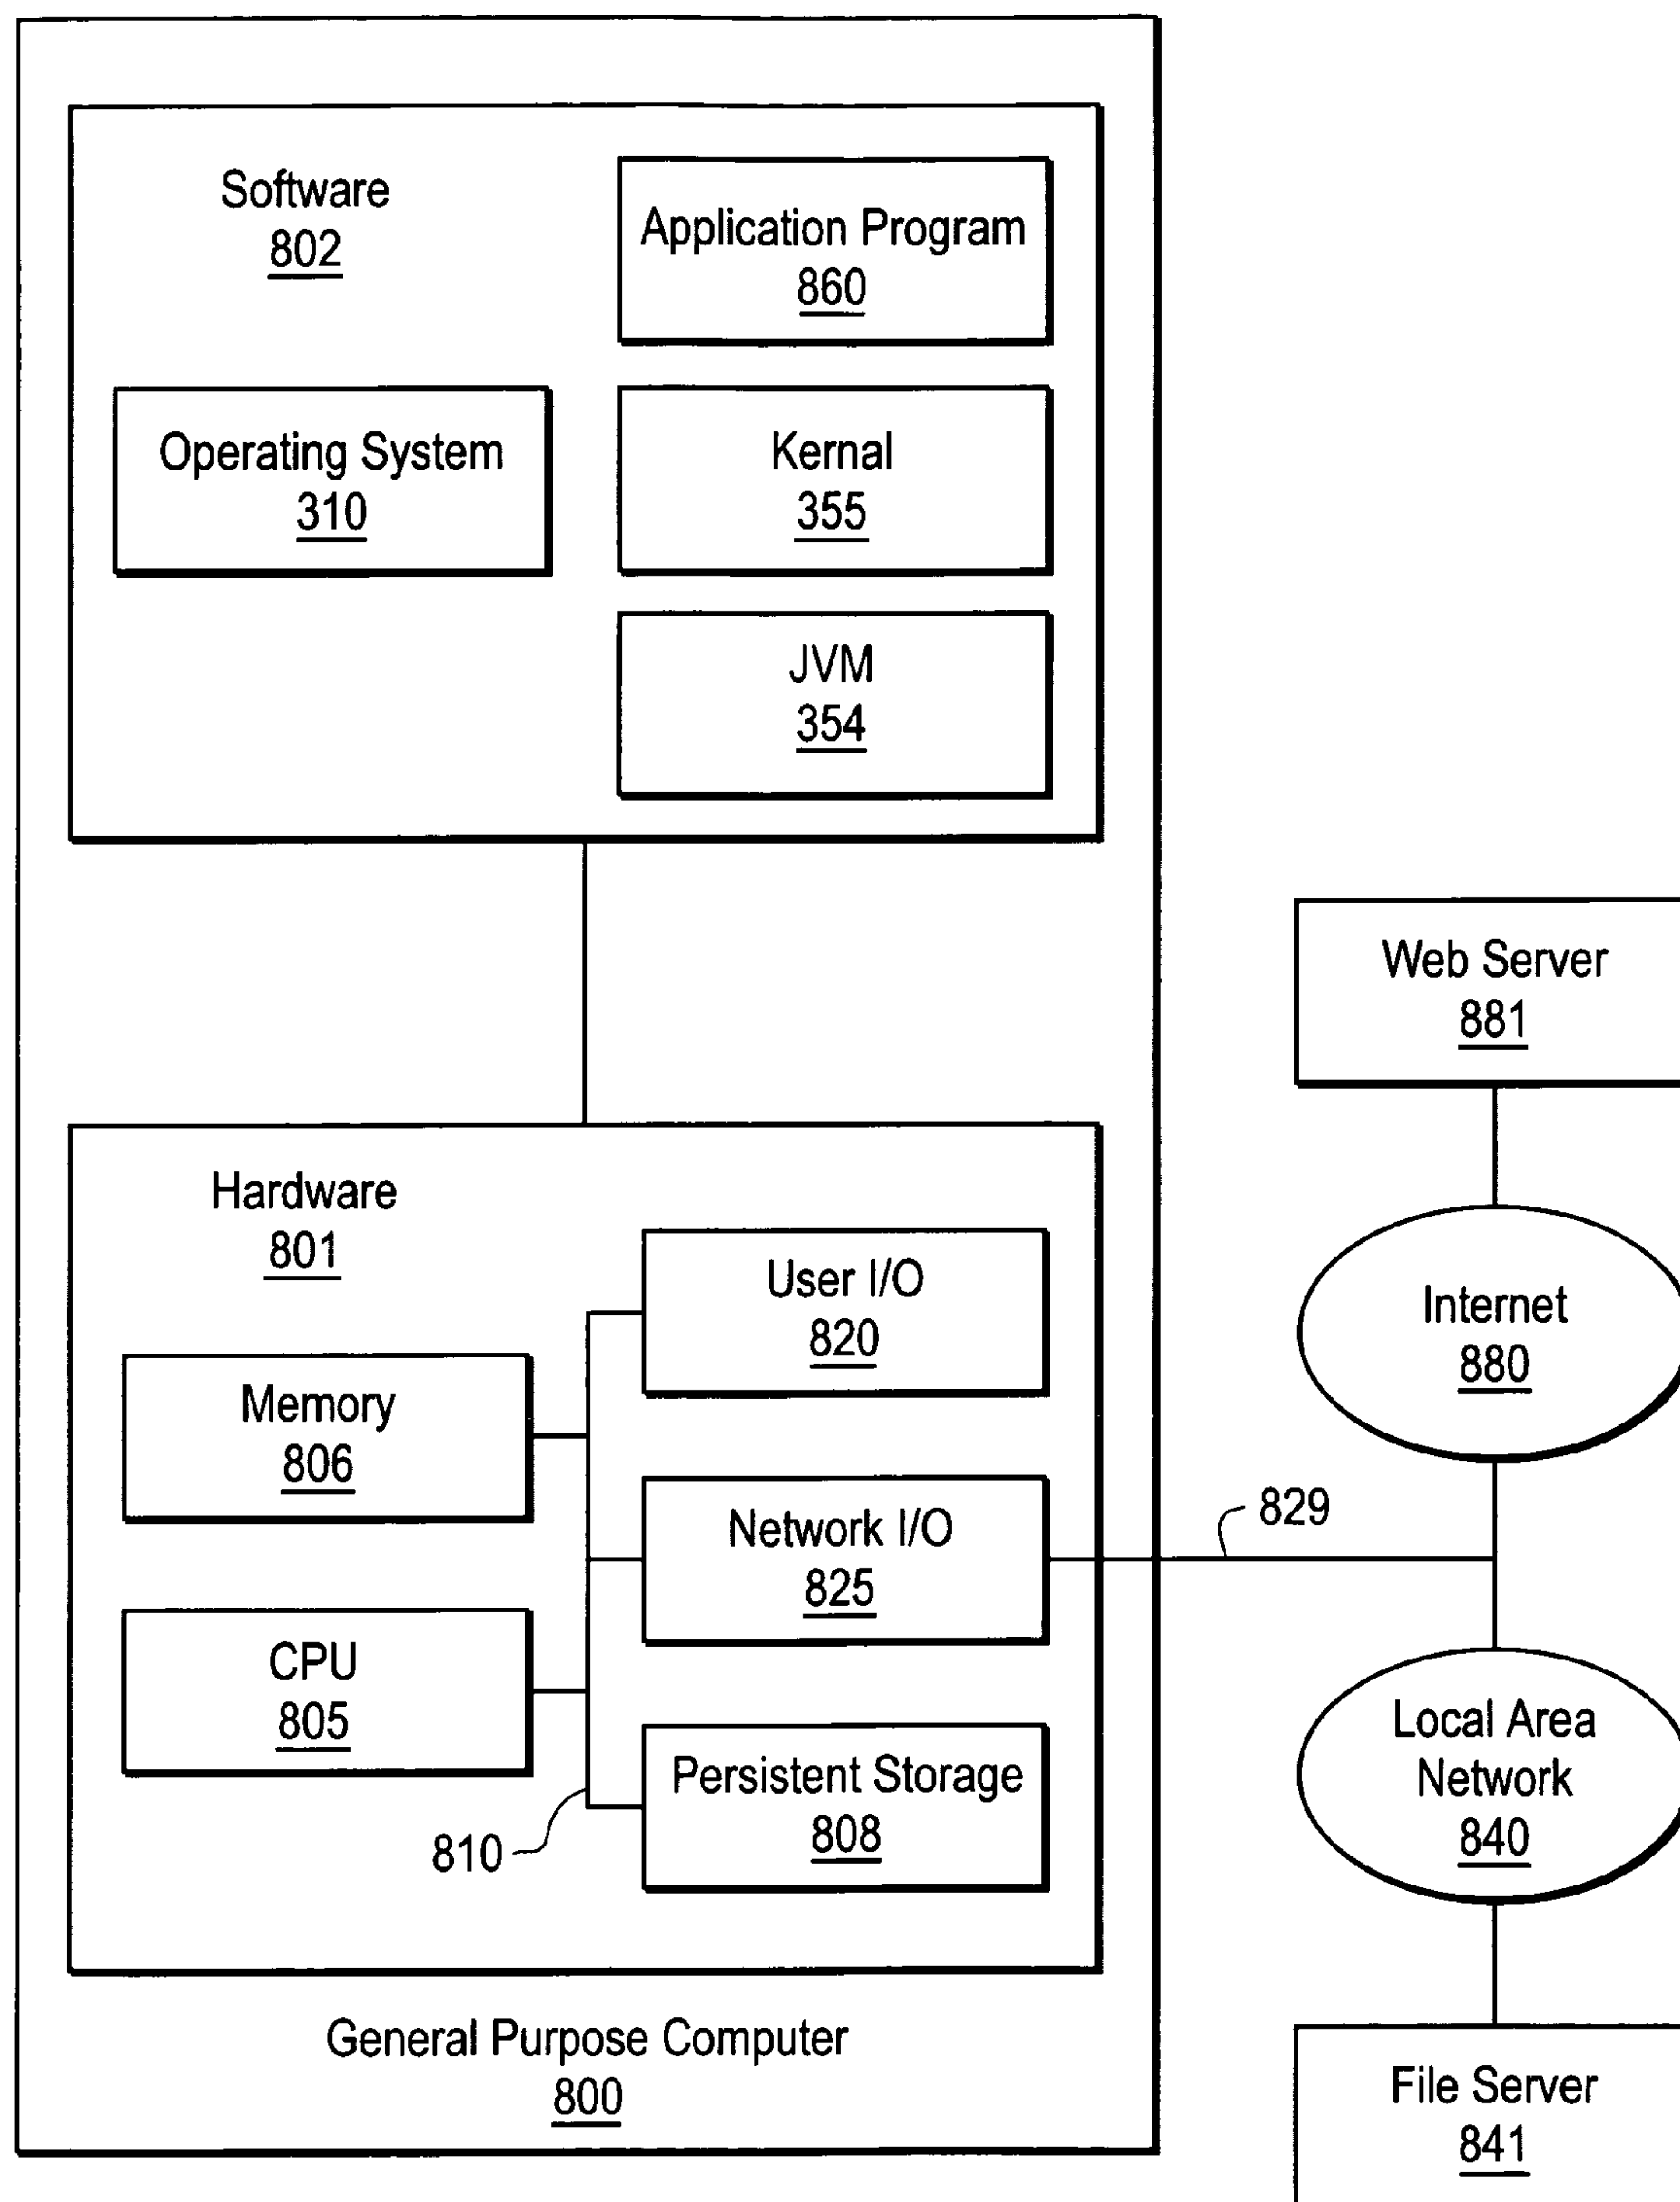 Software
802
Application Program
860
Operating System
310
Kernal
355
JVM
354
Web Server
881
Hardware
801
User I/O
820
Internet
880
Memory
806
Network I/O
825
829
CPU
805
Local Area
Network
840
Persistent Storage
808
810
General Purpose Computer
800
File Server
841